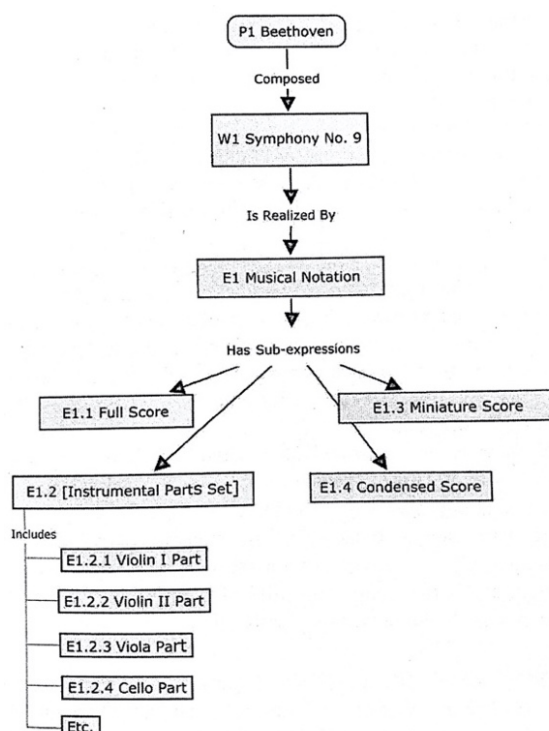 P1 Beethoven
Composed
W1 Symphony No. 9
Is Realized By
E1 Musical Notation
Has Sub-expressions
E1.1 Full Score
E1.3 Miniature Score
E1.2 [Instrumental Parts Set]
E1.4 Condensed Score
Includes
E1.2.1 Violin I Part
E1.2.2 Violin II Part
E1.2.3 Viola Part
E1.2.4 Cello Part
Etc.